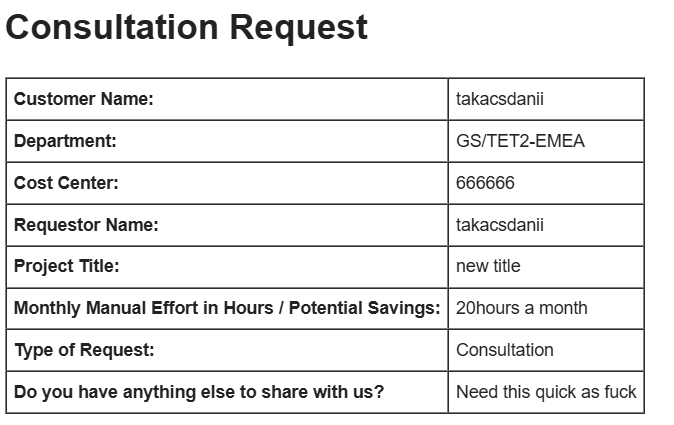 Consultation Request
Customer Name: takacsdanii
Department: GS/TET2-EMEA
Cost Center: 666666
Requestor Name: takacsdanii
Project Title: new title
Monthly Manual Effort in Hours / Potential Savings: 20hours a month
Type of Request: Consultation
Do you have anything else to share with us? Need this quick as fuck